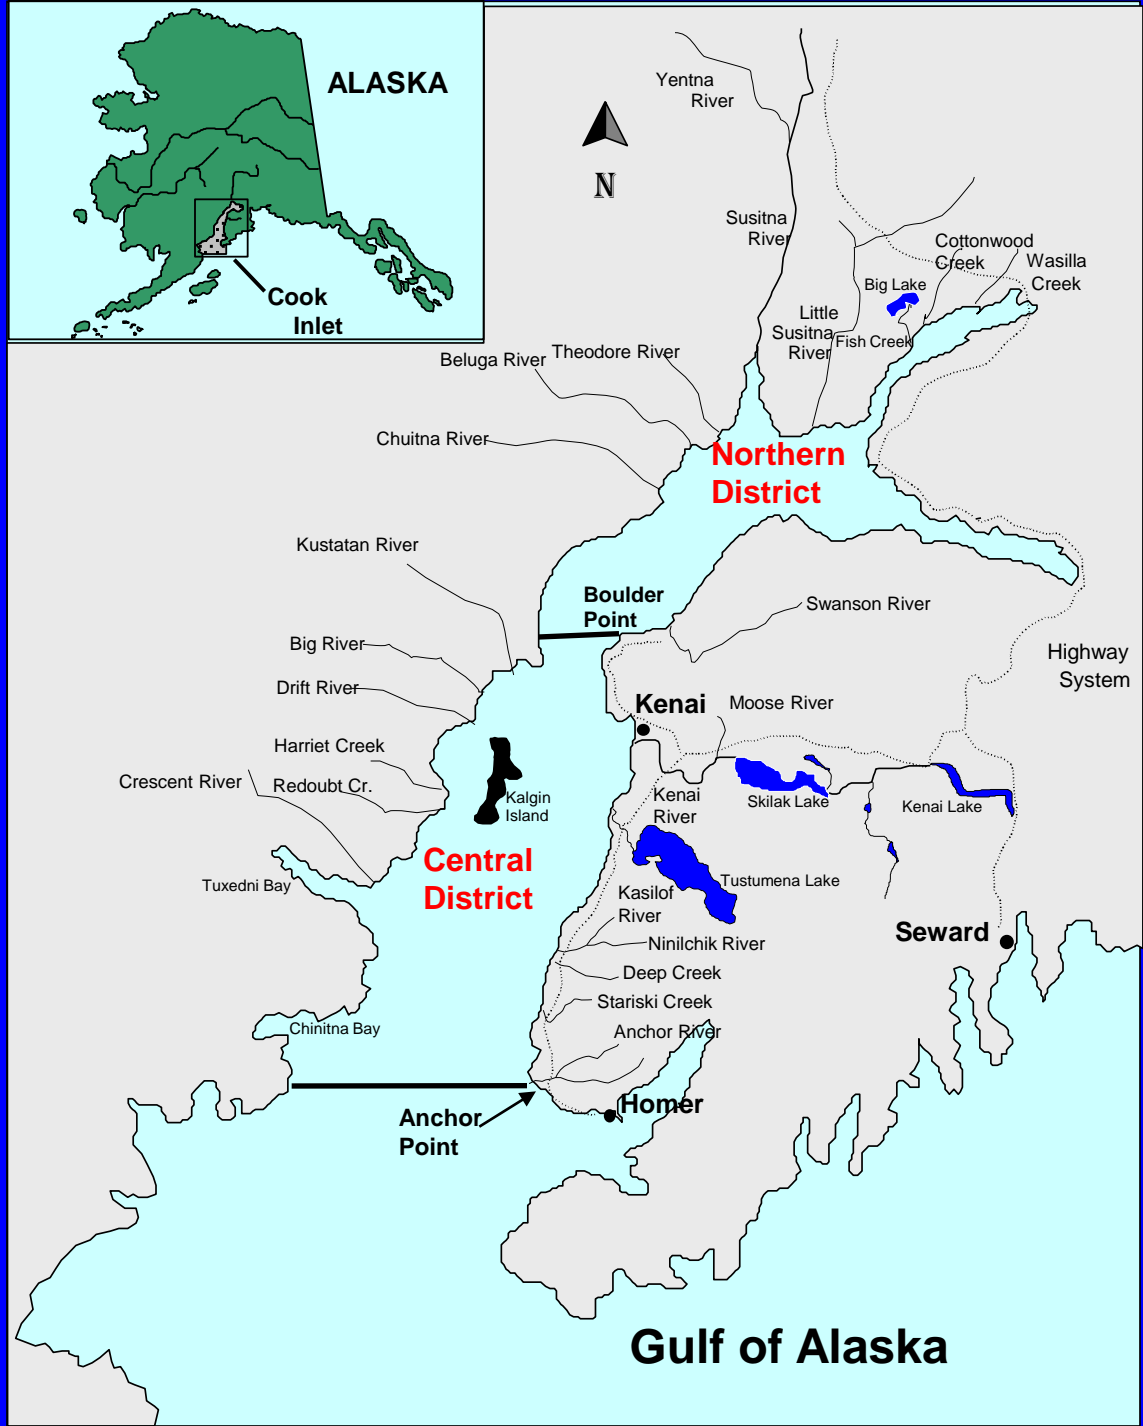 ALASKA
Cook
Inlet
Yentna
River
N
Susitna
River
Cottonwood
Creek
Wasilla
Creek
Big Lake
Little
Susitna
River
Fish Creek
Beluga River
Theodore River
Chuitna River
Northern
District
Kustatan River
Boulder
Point
Swanson River
Big River
Highway
System
Drift River
Kenai
Moose River
Harriet Creek
Crescent River
Redoubt Cr.
Kalgin
Island
Kenai
River
Skilak Lake
Kenai Lake
Central
District
Tuxedni Bay
Tustumena Lake
Kasilof
River
Seward
Ninilchik River
Deep Creek
Stariski Creek
Chinitna Bay
Anchor River
Anchor
Point
Homer
Gulf of Alaska